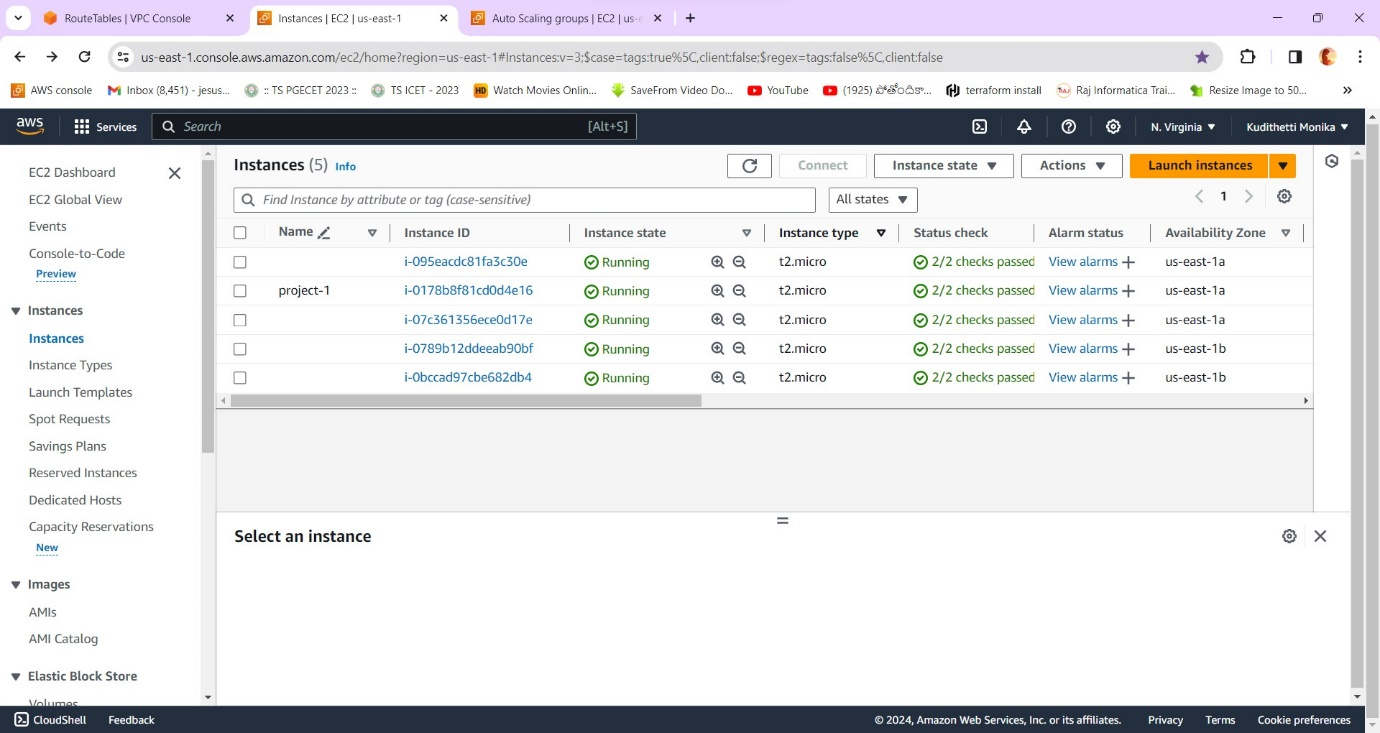 RouteTables | VPC Console
Instances | EC2 | us-east-1
Auto Scaling groups | EC2 | us-e
us-east-1.console.aws.amazon.com/ec2/home?region=us-east-1#Instances:v=3;$case=tags:true%5C,client:false;$regex=tags:false%5C,client:false
AWS console Inbox (8,451) - jesus... :: TS PGECET 2023 :: TS ICET - 2023 HD Watch Movies Onlin... SaveFrom Video Do... YouTube (1925) పోతోందికా... terraform install Raj Informatica Trai... Resize Image to 50...
aws Services Search [Alt+S] N. Virginia Kudithetti Monika
EC2 Dashboard
EC2 Global View
Events
Console-to-Code
Preview
Instances
Instances
Instance Types
Launch Templates
Spot Requests
Savings Plans
Reserved Instances
Dedicated Hosts
Capacity Reservations
New
Images
AMIs
AMI Catalog
Elastic Block Store
Volumes
Instances (5) Info Connect Instance state Actions Launch instances
Find Instance by attribute or tag (case-sensitive) All states 1
Name Instance ID Instance state Instance type Status check Alarm status Availability Zone
i-095eacdc81fa3c30e Running t2.micro 2/2 checks passed View alarms + us-east-1a
project-1 i-0178b8f81cd0d4e16 Running t2.micro 2/2 checks passed View alarms + us-east-1a
i-07c361356ece0d17e Running t2.micro 2/2 checks passed View alarms + us-east-1a
i-0789b12ddeeab90bf Running t2.micro 2/2 checks passed View alarms + us-east-1b
i-0bccad97cbe682db4 Running t2.micro 2/2 checks passed View alarms + us-east-1b
Select an instance
CloudShell Feedback © 2024, Amazon Web Services, Inc. or its affiliates. Privacy Terms Cookie preferences